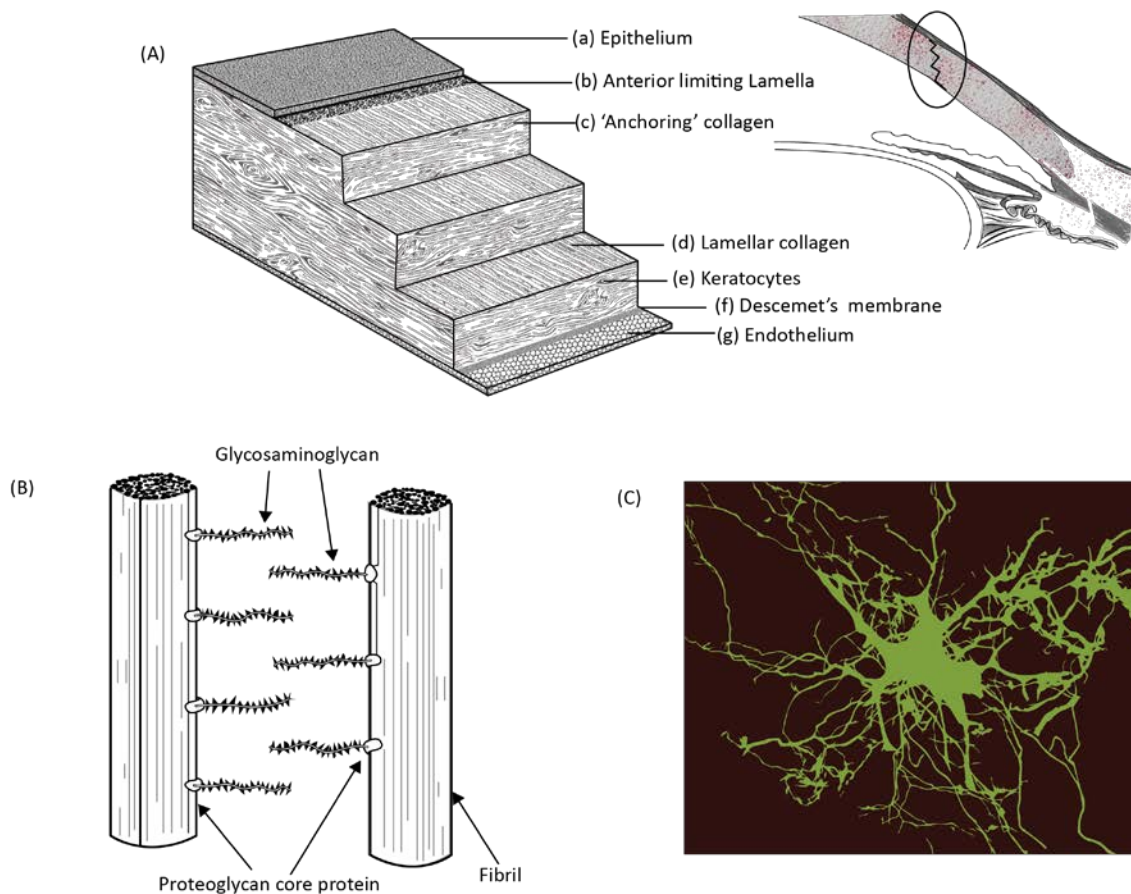 (A)
(a) Epithelium
(b) Anterior limiting Lamella
(c) ‘Anchoring’ collagen
(d) Lamellar collagen
(e) Keratocytes
(f) Descemet’s membrane
(g) Endothelium
(B)
Glycosaminoglycan
Proteoglycan core protein
Fibril
(C)